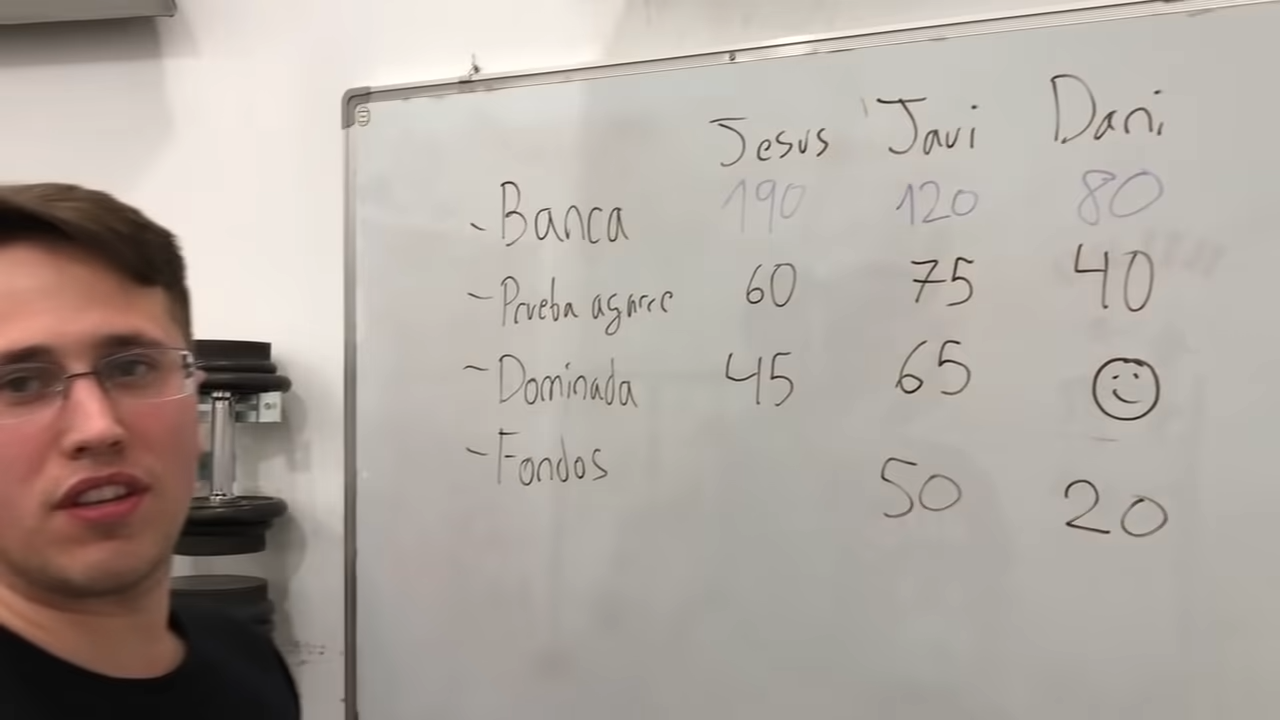 Jesus Javi Dani
- Banca 190 120 80
- Prueba agarre 60 75 40
- Dominada 45 65
- Fondos 50 20